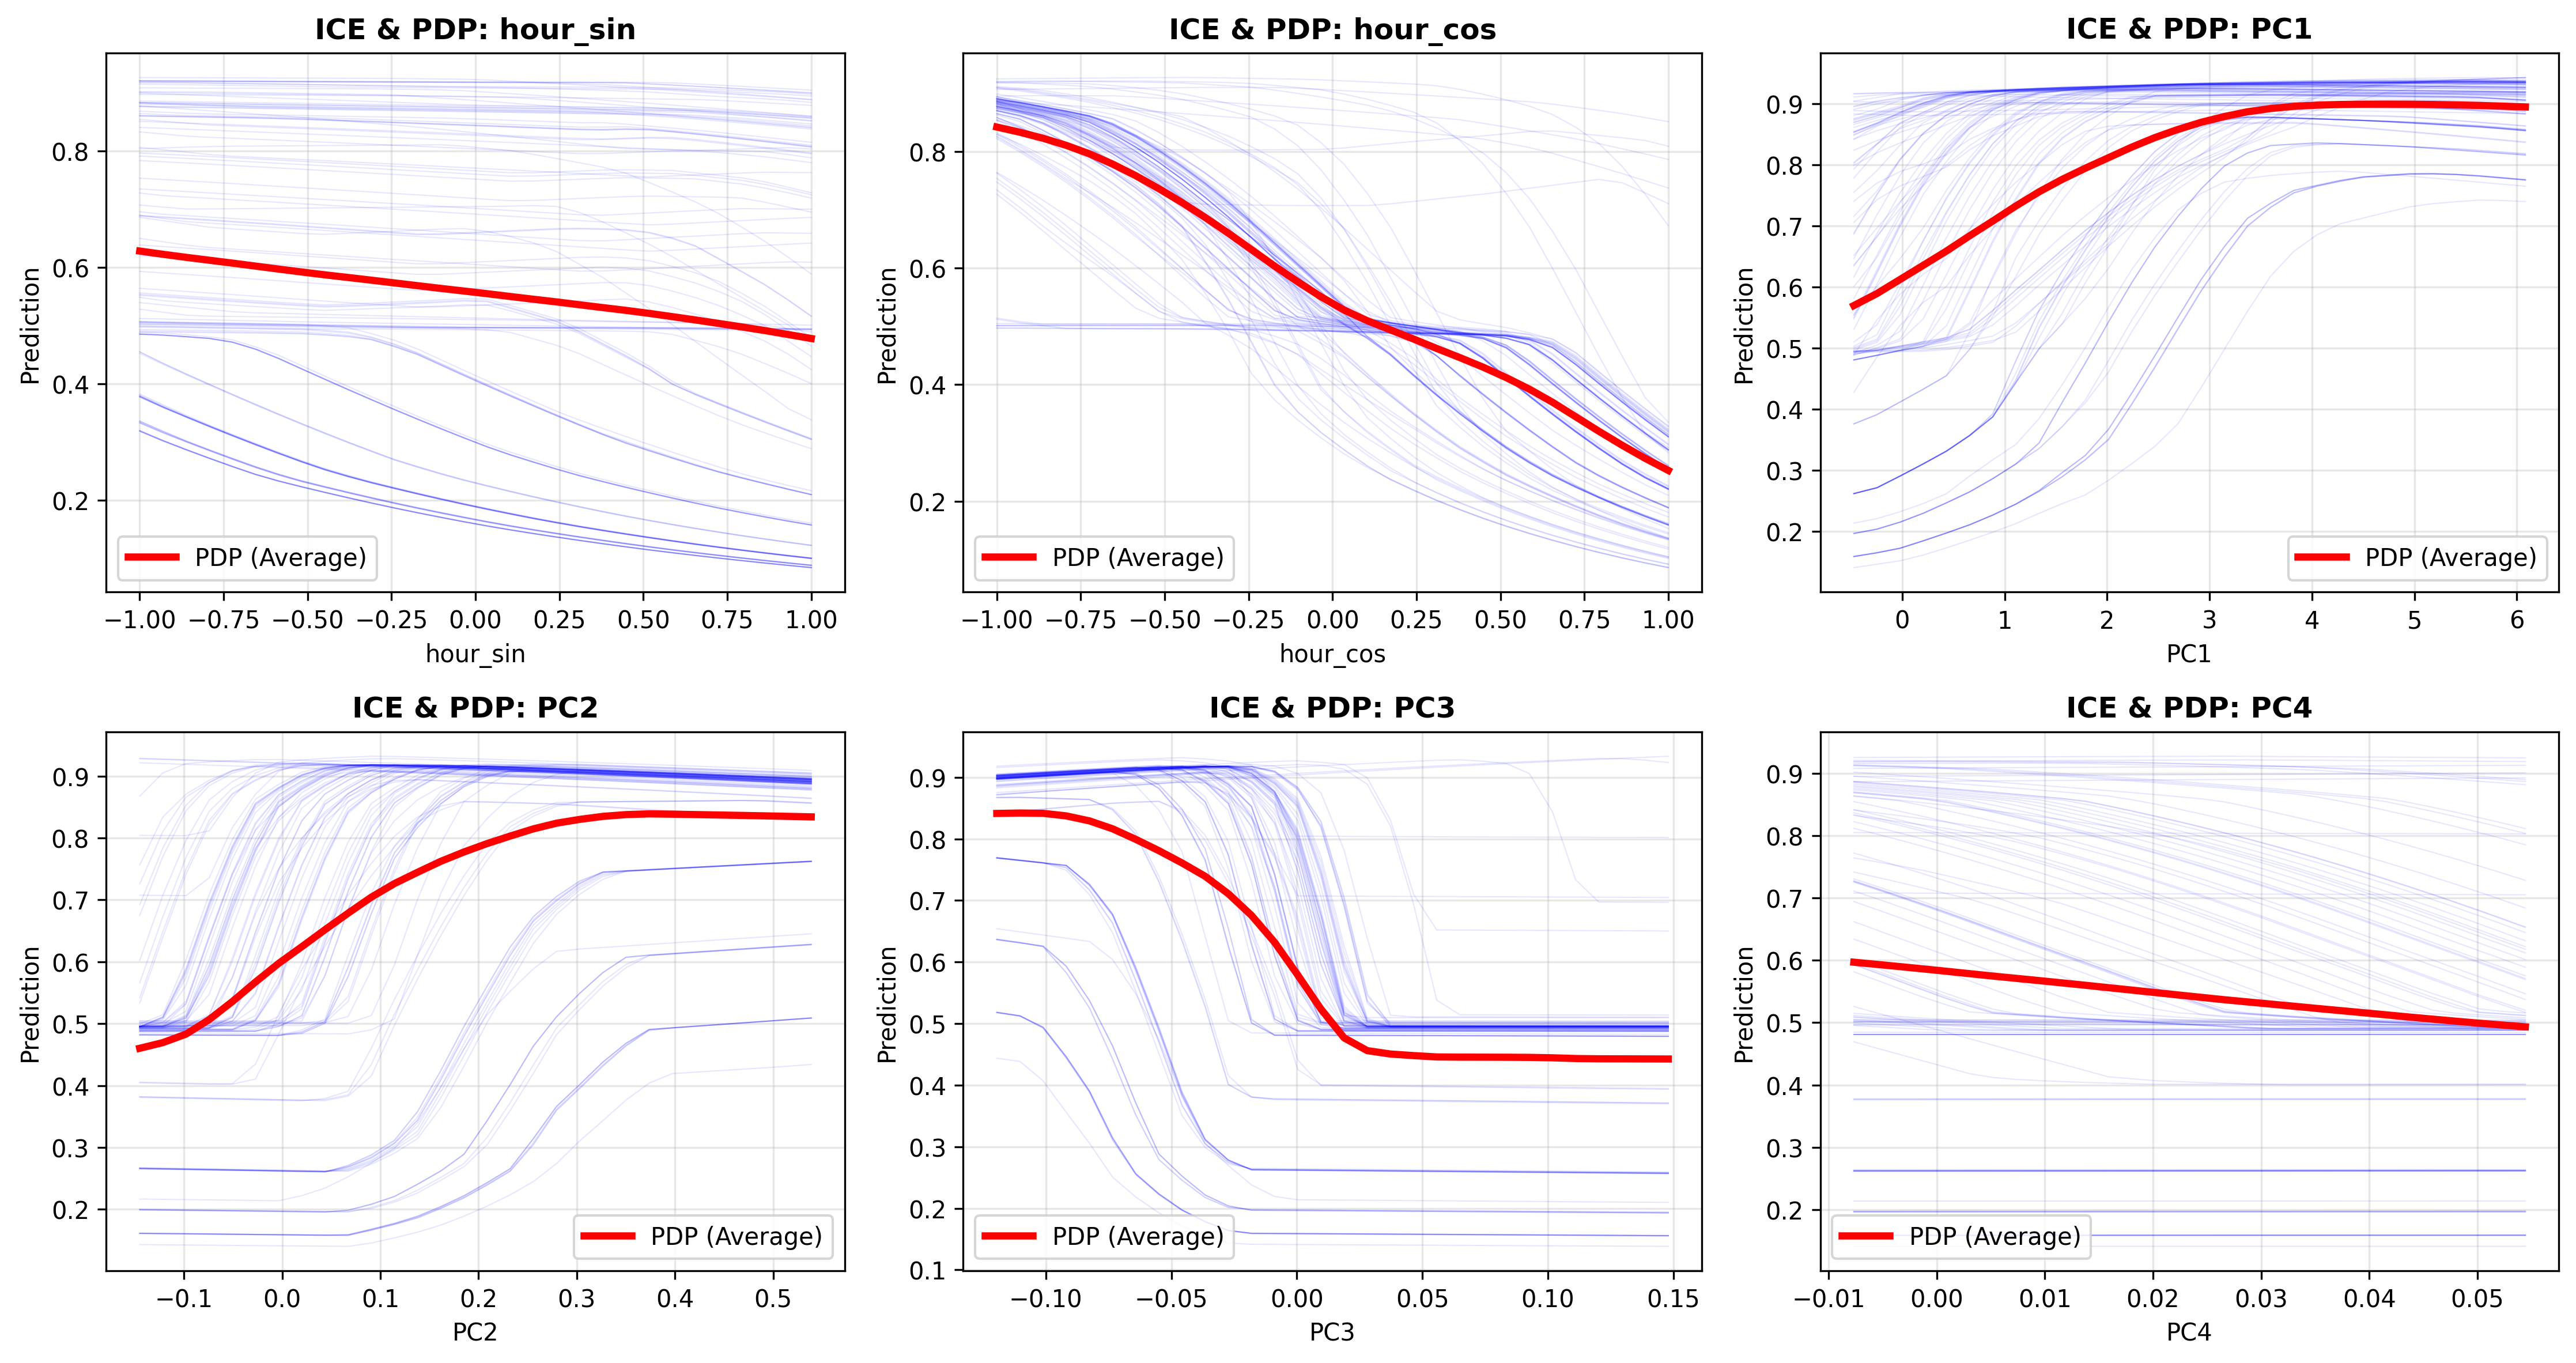 ICE & PDP: hour_sin
Prediction
0.8
0.6
0.4
0.2
PDP (Average)
−1.00 −0.75 −0.50 −0.25 0.00 0.25 0.50 0.75 1.00
hour_sin
ICE & PDP: hour_cos
Prediction
0.8
0.6
0.4
0.2
PDP (Average)
−1.00 −0.75 −0.50 −0.25 0.00 0.25 0.50 0.75 1.00
hour_cos
ICE & PDP: PC1
Prediction
0.9
0.8
0.7
0.6
0.5
0.4
0.3
0.2
PDP (Average)
0 1 2 3 4 5 6
PC1
ICE & PDP: PC2
Prediction
0.9
0.8
0.7
0.6
0.5
0.4
0.3
0.2
PDP (Average)
−0.1 0.0 0.1 0.2 0.3 0.4 0.5
PC2
ICE & PDP: PC3
Prediction
0.9
0.8
0.7
0.6
0.5
0.4
0.3
0.2
0.1
PDP (Average)
−0.10 −0.05 0.00 0.05 0.10 0.15
PC3
ICE & PDP: PC4
Prediction
0.9
0.8
0.7
0.6
0.5
0.4
0.3
0.2
PDP (Average)
−0.01 0.00 0.01 0.02 0.03 0.04 0.05
PC4